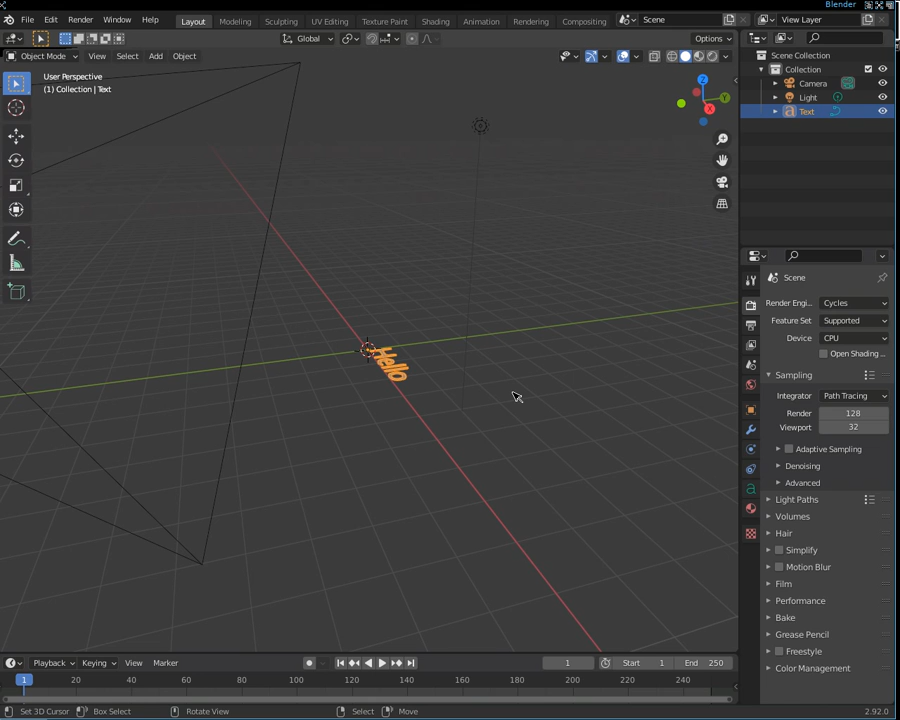 Blender
File Edit Render Window Help Layout Modeling Sculpting UV Editing Texture Paint Shading Animation Rendering Compositing Scene View Layer
Global Options
Object Mode View Select Add Object
User Perspective
(1) Collection | Text
Z
Y
X
Hello
Scene Collection
Collection
Camera
Light
Text
Scene
Render Engi... Cycles
Feature Set Supported
Device CPU
Open Shading ...
Sampling
Integrator Path Tracing
Render 128
Viewport 32
Adaptive Sampling
Denoising
Advanced
Light Paths
Volumes
Hair
Simplify
Motion Blur
Film
Performance
Bake
Grease Pencil
Freestyle
Color Management
Playback Keying View Marker 1 Start 1 End 250
1 20 40 60 80 100 120 140 160 180 200 220 240
Set 3D Cursor Box Select Rotate View Select Move 2.92.0